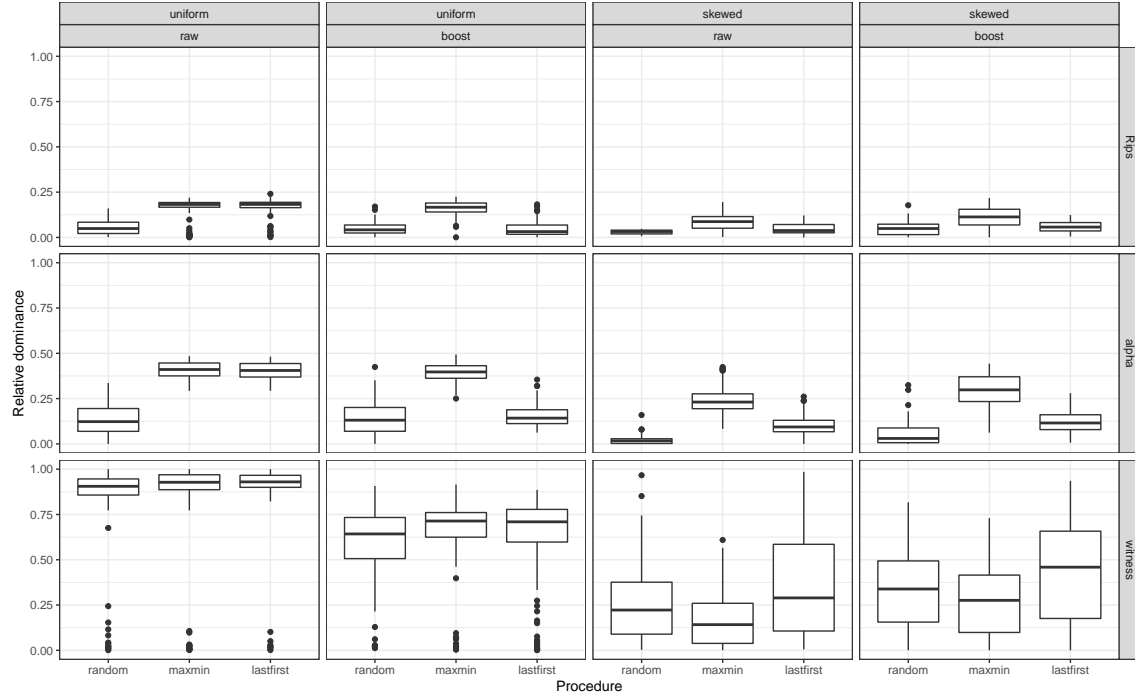 uniform uniform skewed skewed
raw boost raw boost
1.00
0.75
0.50
0.25
0.00
Rips
1.00
0.75
0.50
0.25
0.00
alpha
1.00
0.75
0.50
0.25
0.00
witness
Relative dominance
random maxmin lastfirst random maxmin lastfirst random maxmin lastfirst random maxmin lastfirst
Procedure